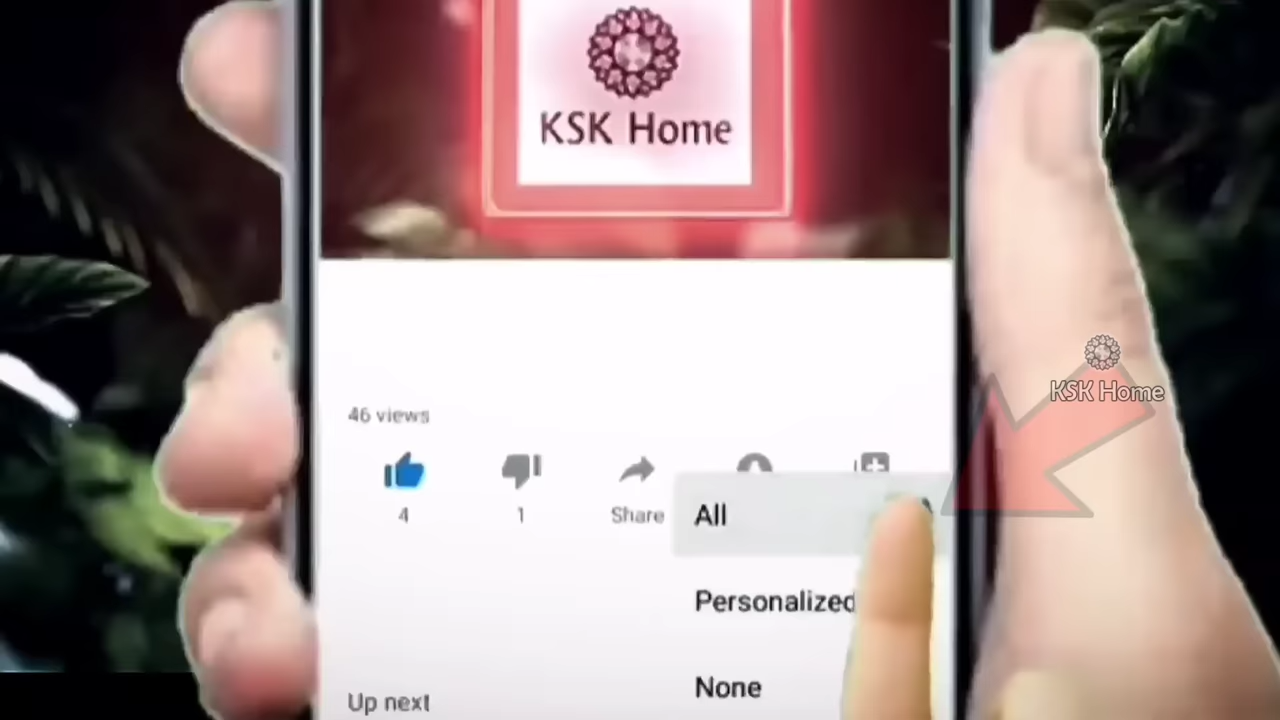 KSK Home
46 views
4
1
Share
All
Personalized
None
Up next
KSK Home